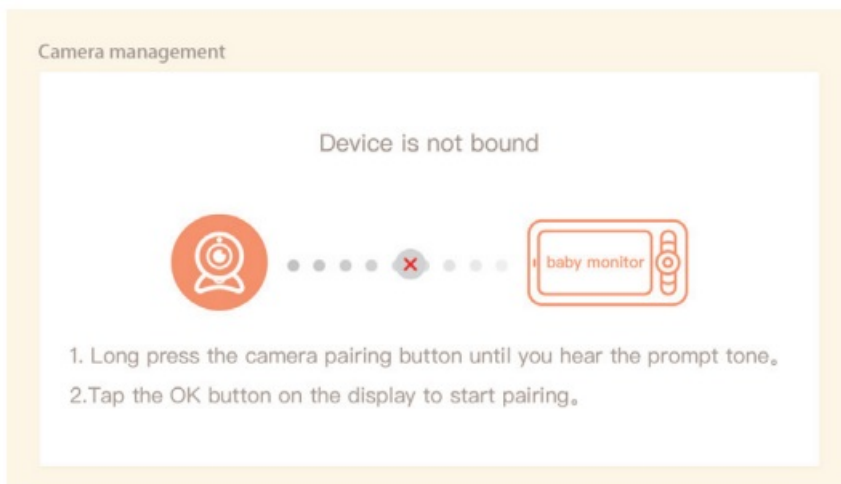 Camera management
Device is not bound
baby monitor
1. Long press the camera pairing button until you hear the prompt tone。
2.Tap the OK button on the display to start pairing。